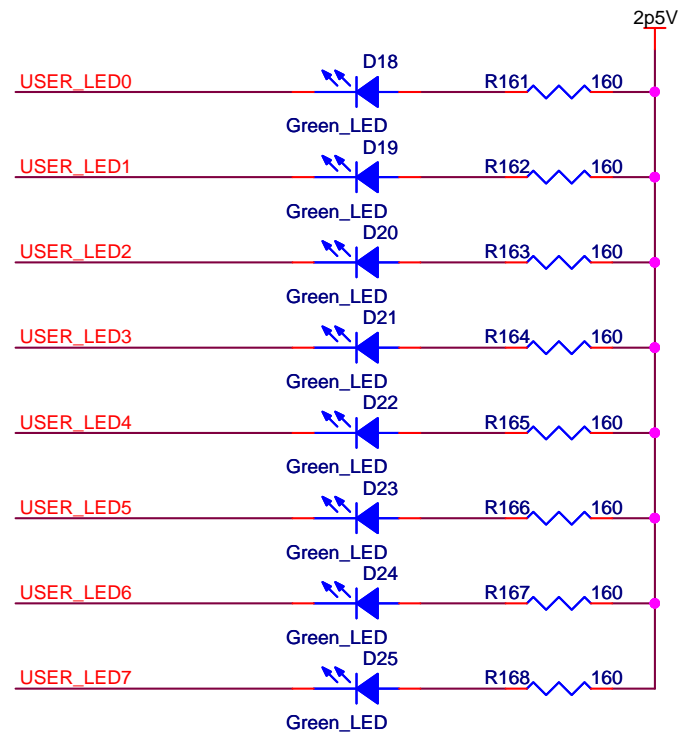 2p5V
D18
USER_LED0 R161 160
Green_LED
D19
USER_LED1 R162 160
Green_LED
D20
USER_LED2 R163 160
Green_LED
D21
USER_LED3 R164 160
Green_LED
D22
USER_LED4 R165 160
Green_LED
D23
USER_LED5 R166 160
Green_LED
D24
USER_LED6 R167 160
Green_LED
D25
USER_LED7 R168 160
Green_LED